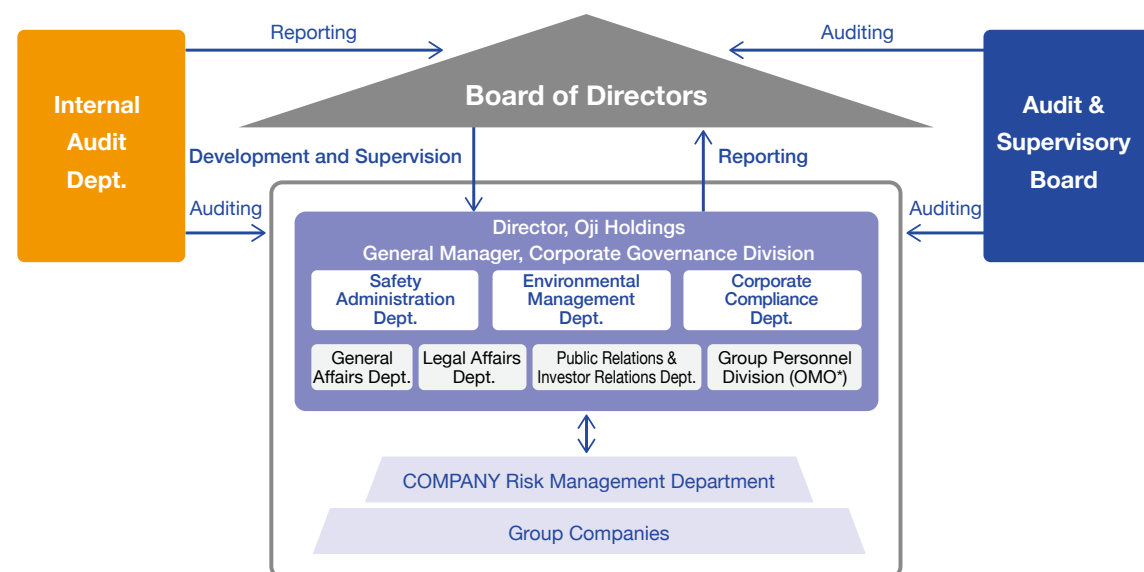 Reporting
Auditing
Internal
Audit
Dept.
Board of Directors
Audit &
Supervisory
Board
Development and Supervision
Reporting
Auditing
Auditing
Director, Oji Holdings
General Manager, Corporate Governance Division
Safety
Administration
Dept.
Environmental
Management
Dept.
Corporate
Compliance
Dept.
General
Affairs Dept.
Legal Affairs
Dept.
Public Relations &
Investor Relations Dept.
Group Personnel
Division (OMO*)
COMPANY Risk Management Department
Group Companies